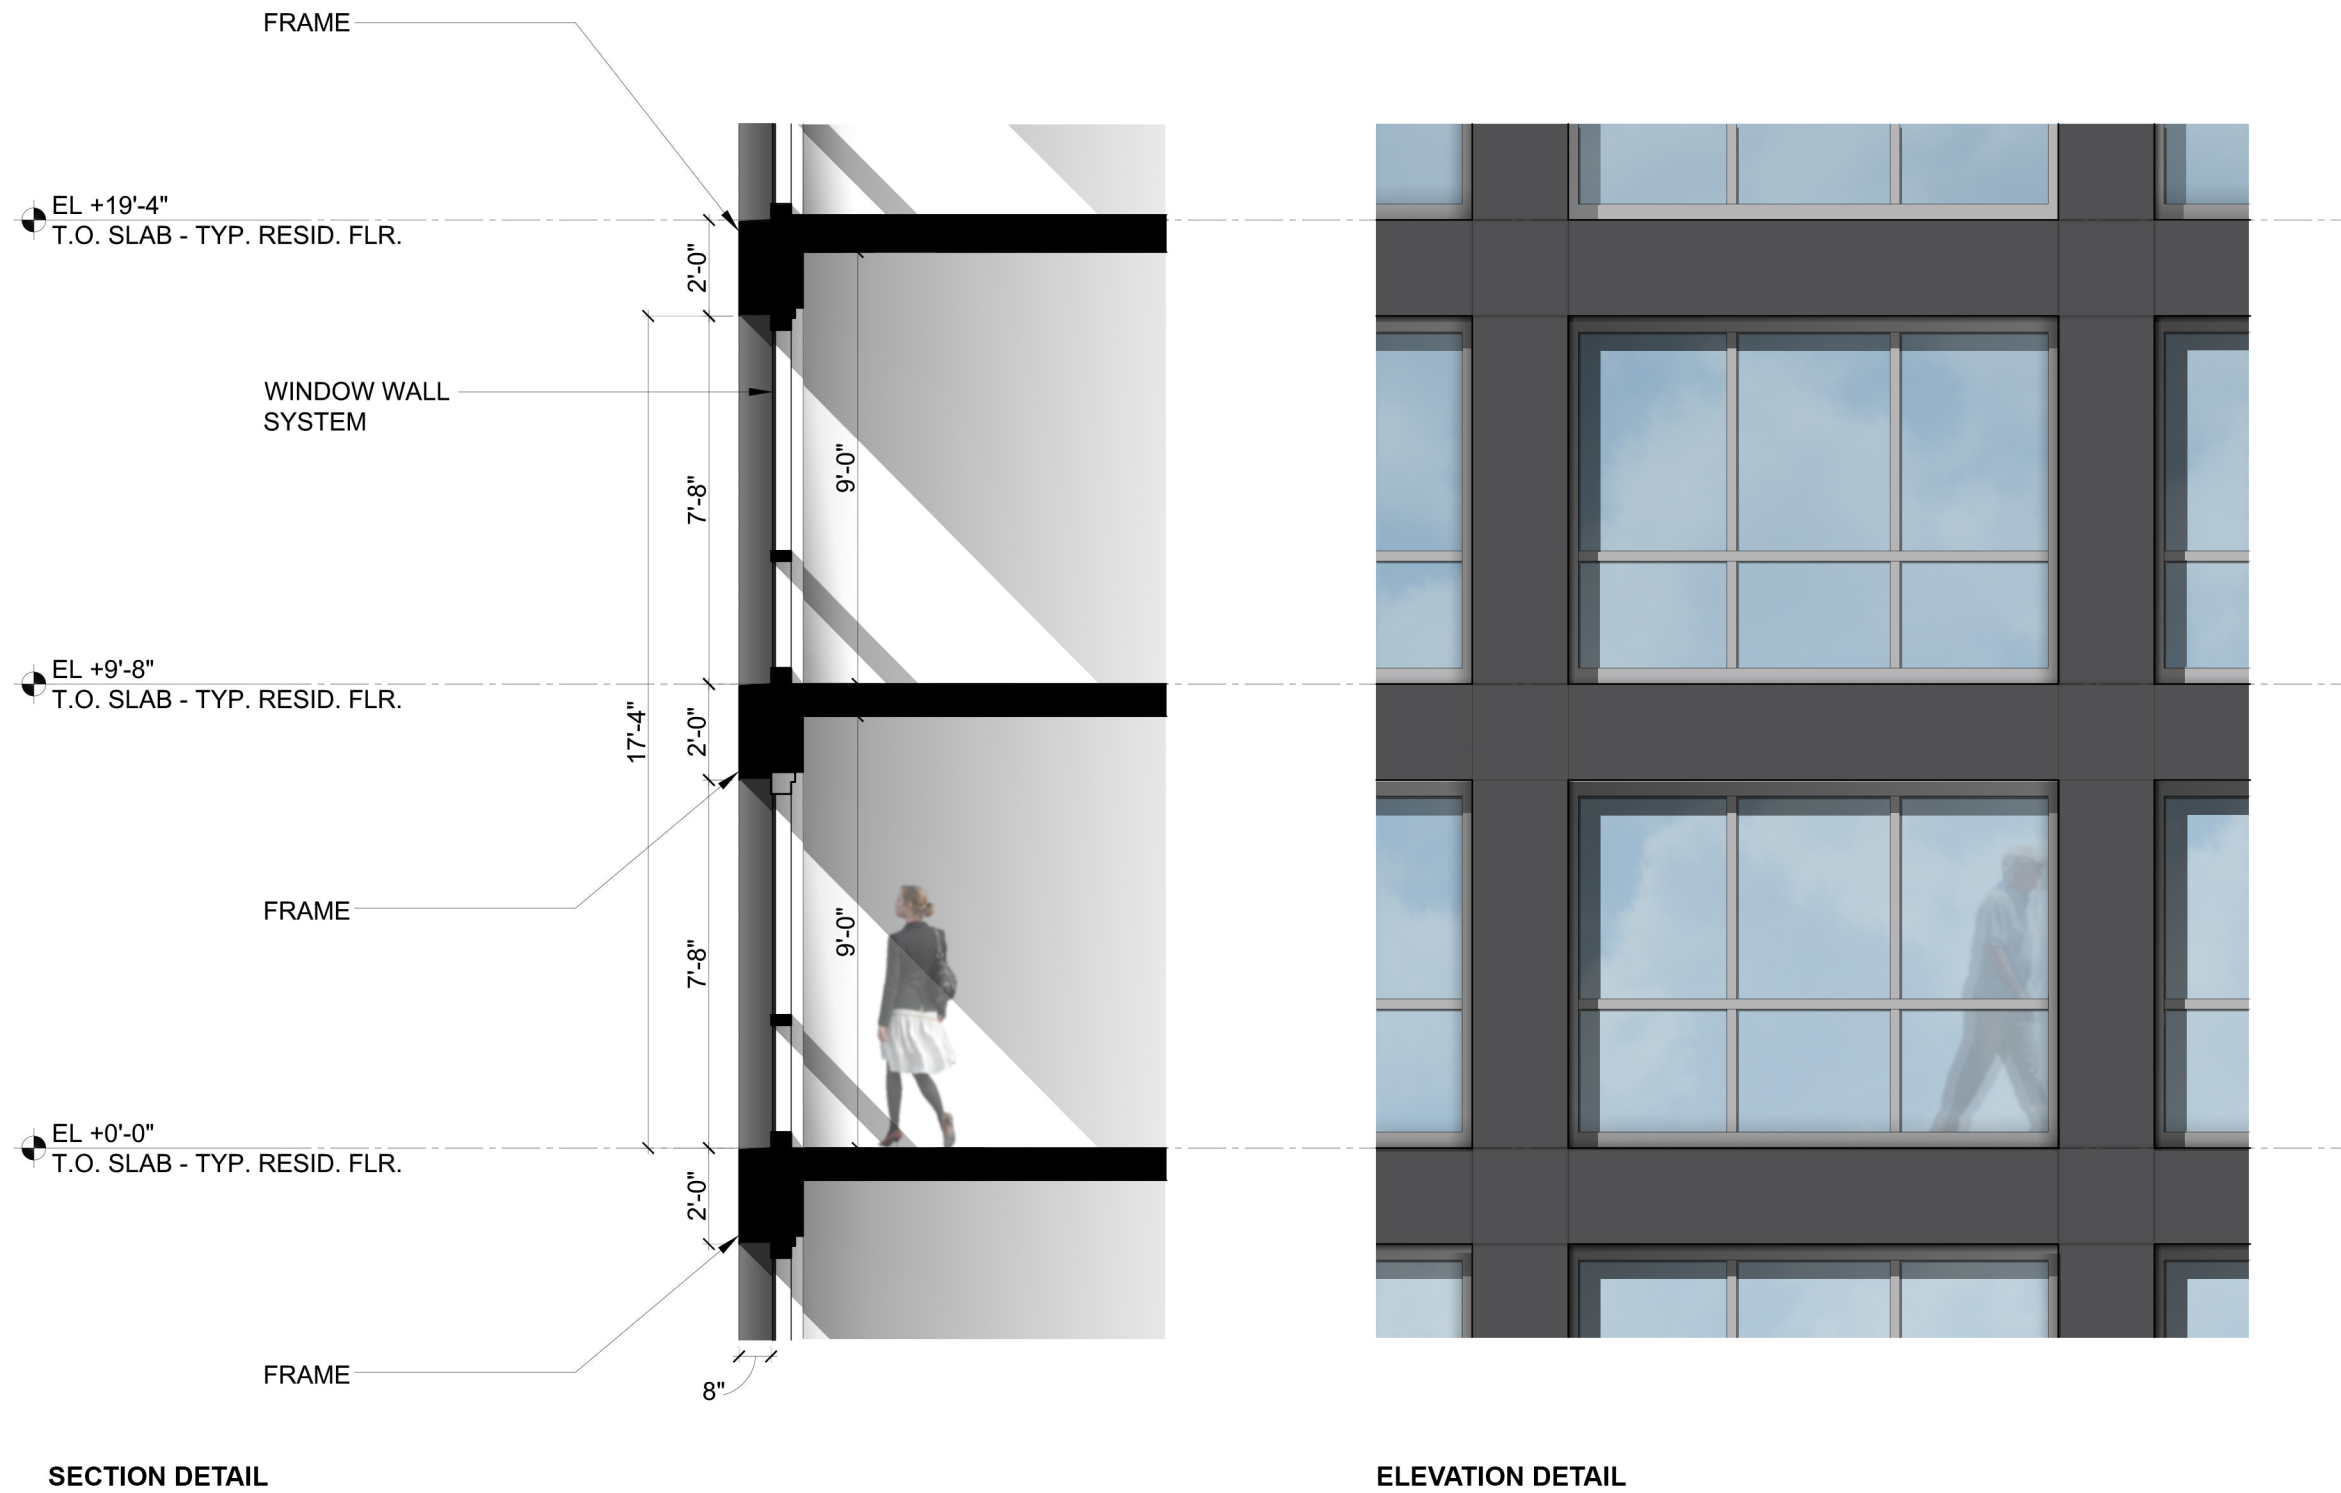 FRAME
EL +19'-4"
T.O. SLAB - TYP. RESID. FLR.
2'-0"
WINDOW WALL
SYSTEM
9'-0"
7'-8"
EL +9'-8"
T.O. SLAB - TYP. RESID. FLR.
17'-4"
2'-0"
FRAME
9'-0"
7'-8"
EL +0'-0"
T.O. SLAB - TYP. RESID. FLR.
2'-0"
FRAME
8"
SECTION DETAIL
ELEVATION DETAIL